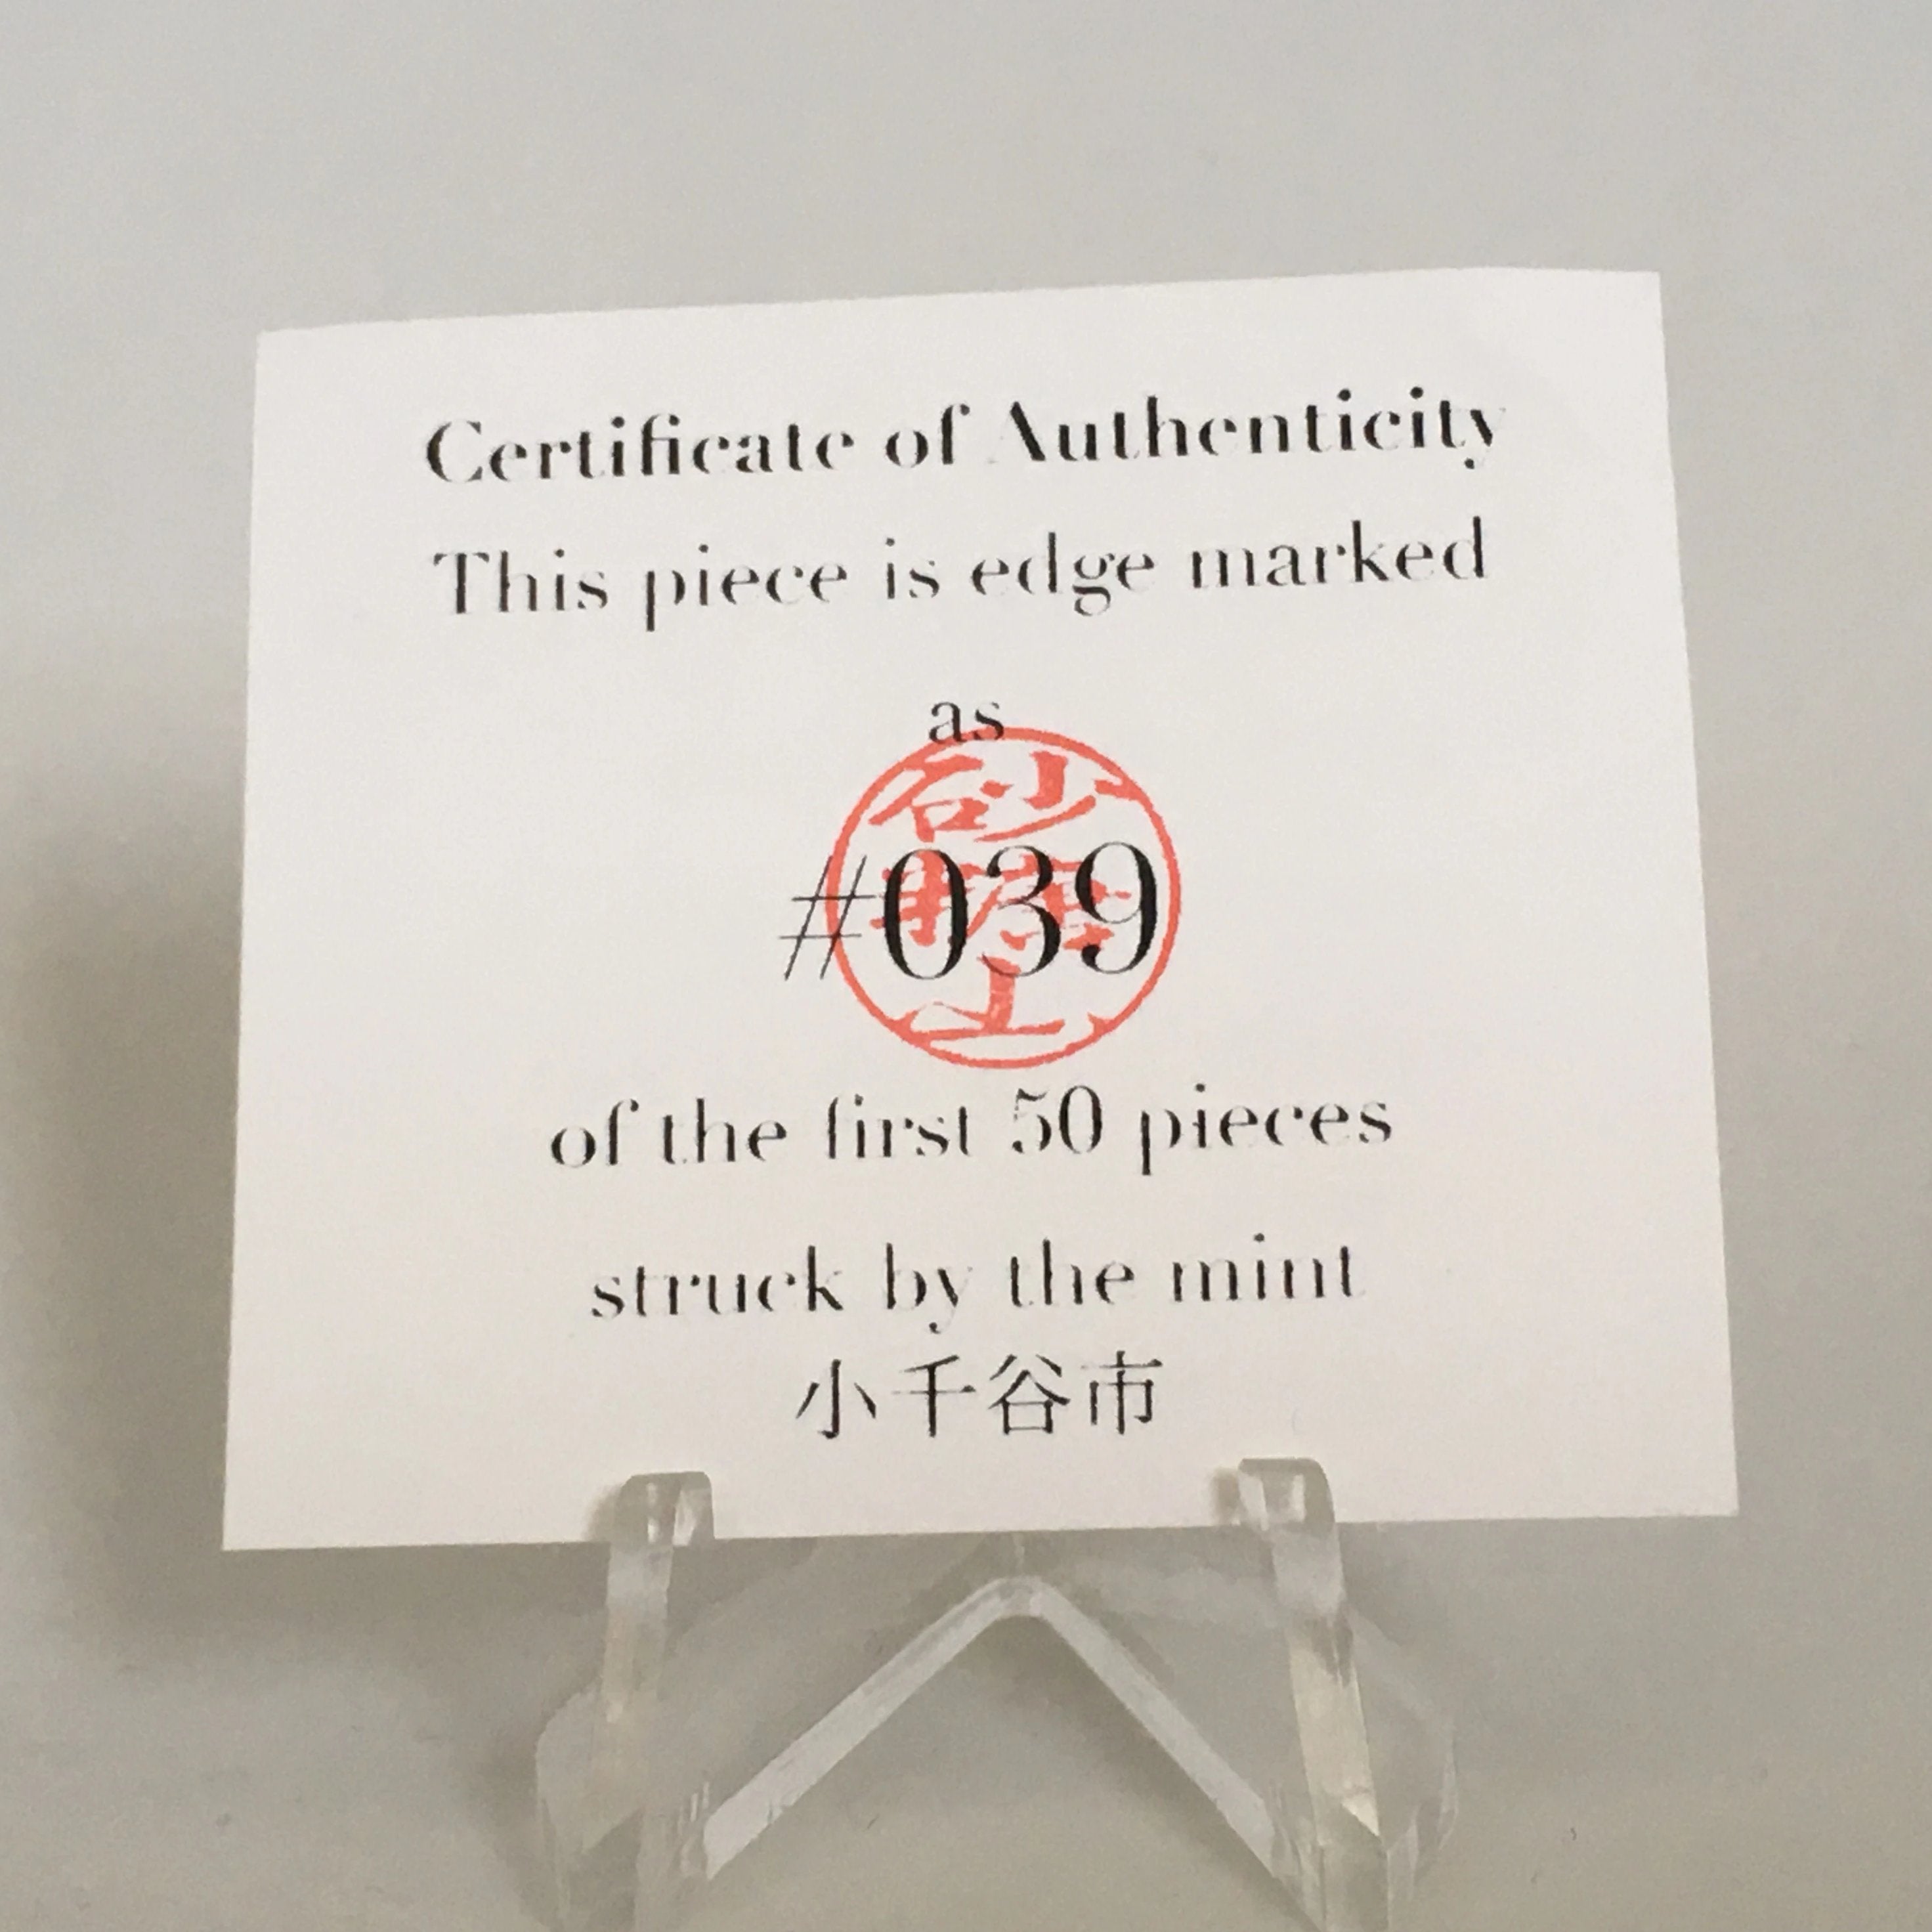 Certificate of Authenticity
This piece is edge marked
as
#039
of the first 50 pieces
struck by the mint
小千谷市